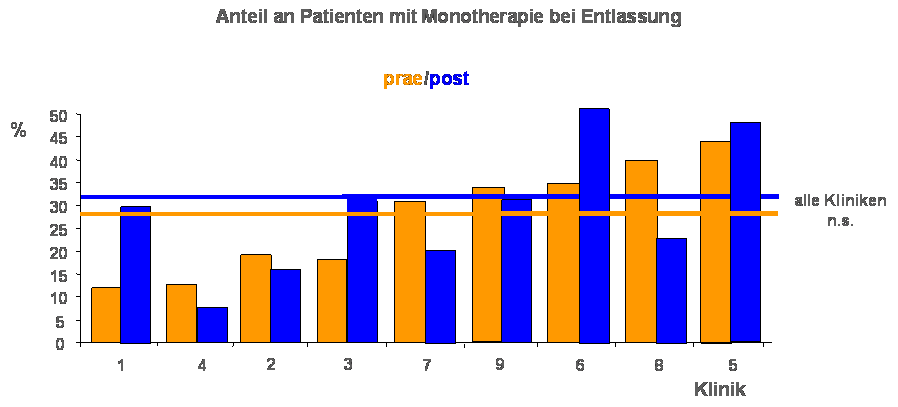 Anteil an Patienten mit Monotherapie bei Entlassung
prae/post
%
50
45
40
35
30
25
20
15
10
5
0
alle Kliniken
n.s.
1 4 2 3 7 9 6 8 5
Klinik